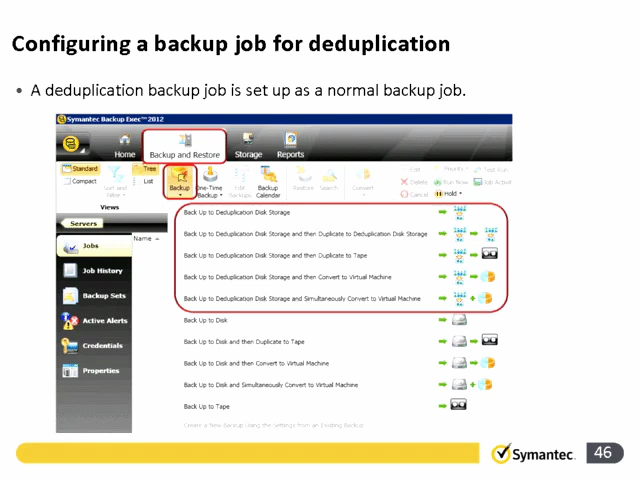 Configuring a backup job for deduplication
• A deduplication backup job is set up as a normal backup job.
Symantec Backup Exec™ 2012
Home
Backup and Restore
Storage
Reports
Standard
Compact
Sort and Filter
Tree
List
Views
Backup
One-Time Backup
Edit Backups
Backup Calendar
Restore
Search
Convert
Edit
Delete
Cancel
Priority
Run Now
Hold
Test Run
Job Activit
Servers
Name
Jobs
Job History
Backup Sets
Active Alerts
Credentials
Properties
Back Up to Deduplication Disk Storage
Back Up to Deduplication Disk Storage and then Duplicate to Deduplication Disk Storage
Back Up to Deduplication Disk Storage and then Duplicate to Tape
Back Up to Deduplication Disk Storage and then Convert to Virtual Machine
Back Up to Deduplication Disk Storage and Simultaneously Convert to Virtual Machine
Back Up to Disk
Back Up to Disk and then Duplicate to Tape
Back Up to Disk and then Convert to Virtual Machine
Back Up to Disk and Simultaneously Convert to Virtual Machine
Back Up to Tape
Create a New Backup Using the Settings from an Existing Backup
Symantec.
46